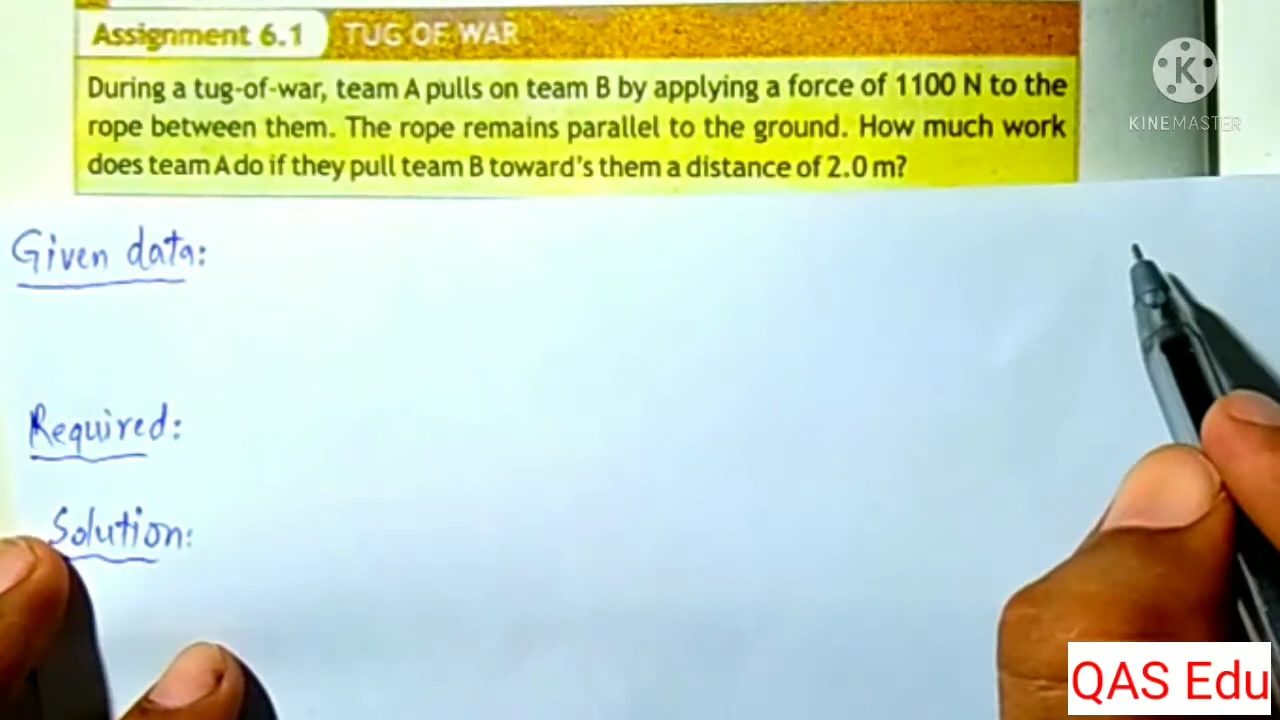 Assignment 6.1 TUG OF WAR
During a tug-of-war, team A pulls on team B by applying a force of 1100 N to the
rope between them. The rope remains parallel to the ground. How much work
does team A do if they pull team B toward's them a distance of 2.0 m?
K
KINEMASTER
Given data:
Required:
Solution:
QAS Edu